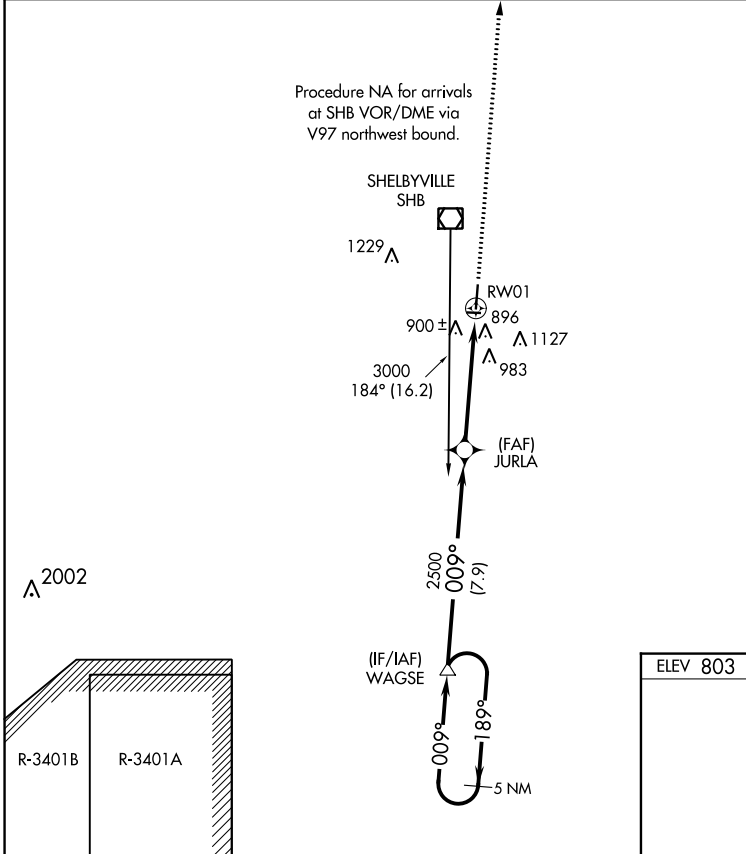 Procedure NA for arrivals
at SHB VOR/DME via
V97 northwest bound.
SHELBYVILLE
SHB
1229
RW01
896
900 ±
1127
983
3000
184° (16.2)
(FAF)
JURLA
2500
009°
(7.9)
2002
(IF/IAF)
WAGSE
ELEV 803
009°
189°
R-3401B
R-3401A
5 NM